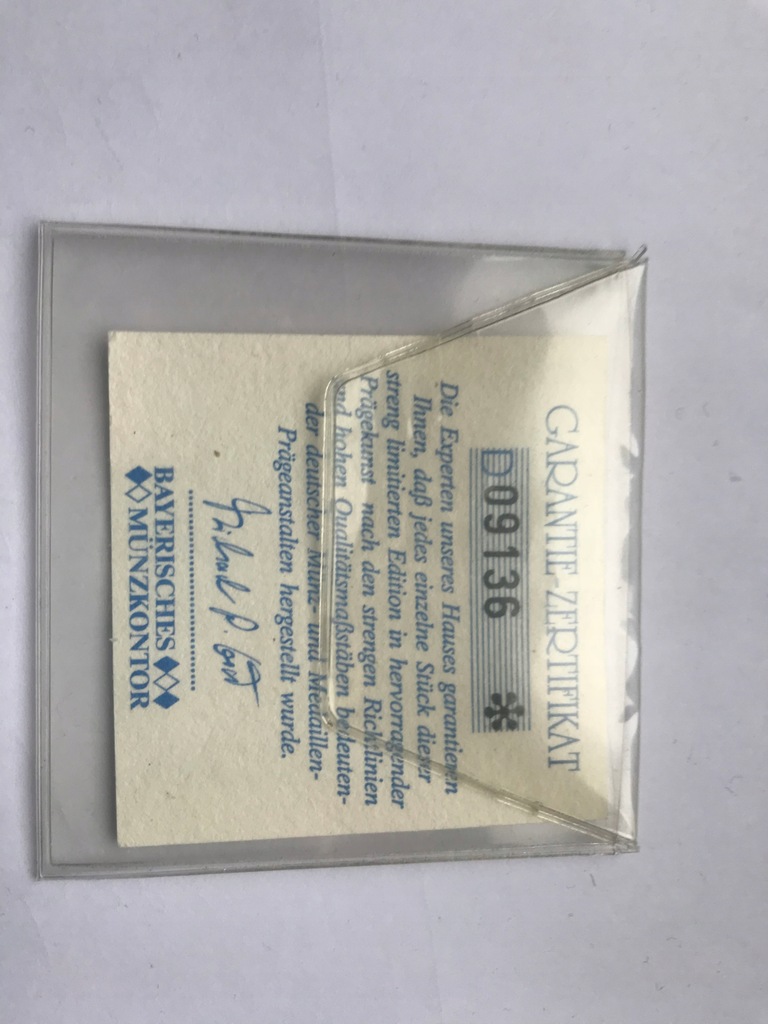 GARANTIE-ZERTIFIKAT
D09136 *
Die Experten unseres Hauses garantieren
Ihnen, daß jedes einzelne Stück dieser
streng limitierten Edition in hervorragender
Prägekunst nach den strengen Richtlinien
und hohen Qualitätsmaßstäben bedeuten-
der deutscher Münz- und Medaillen-
Prägeanstalten hergestellt wurde.
BAYERISCHES
MÜNZKONTOR